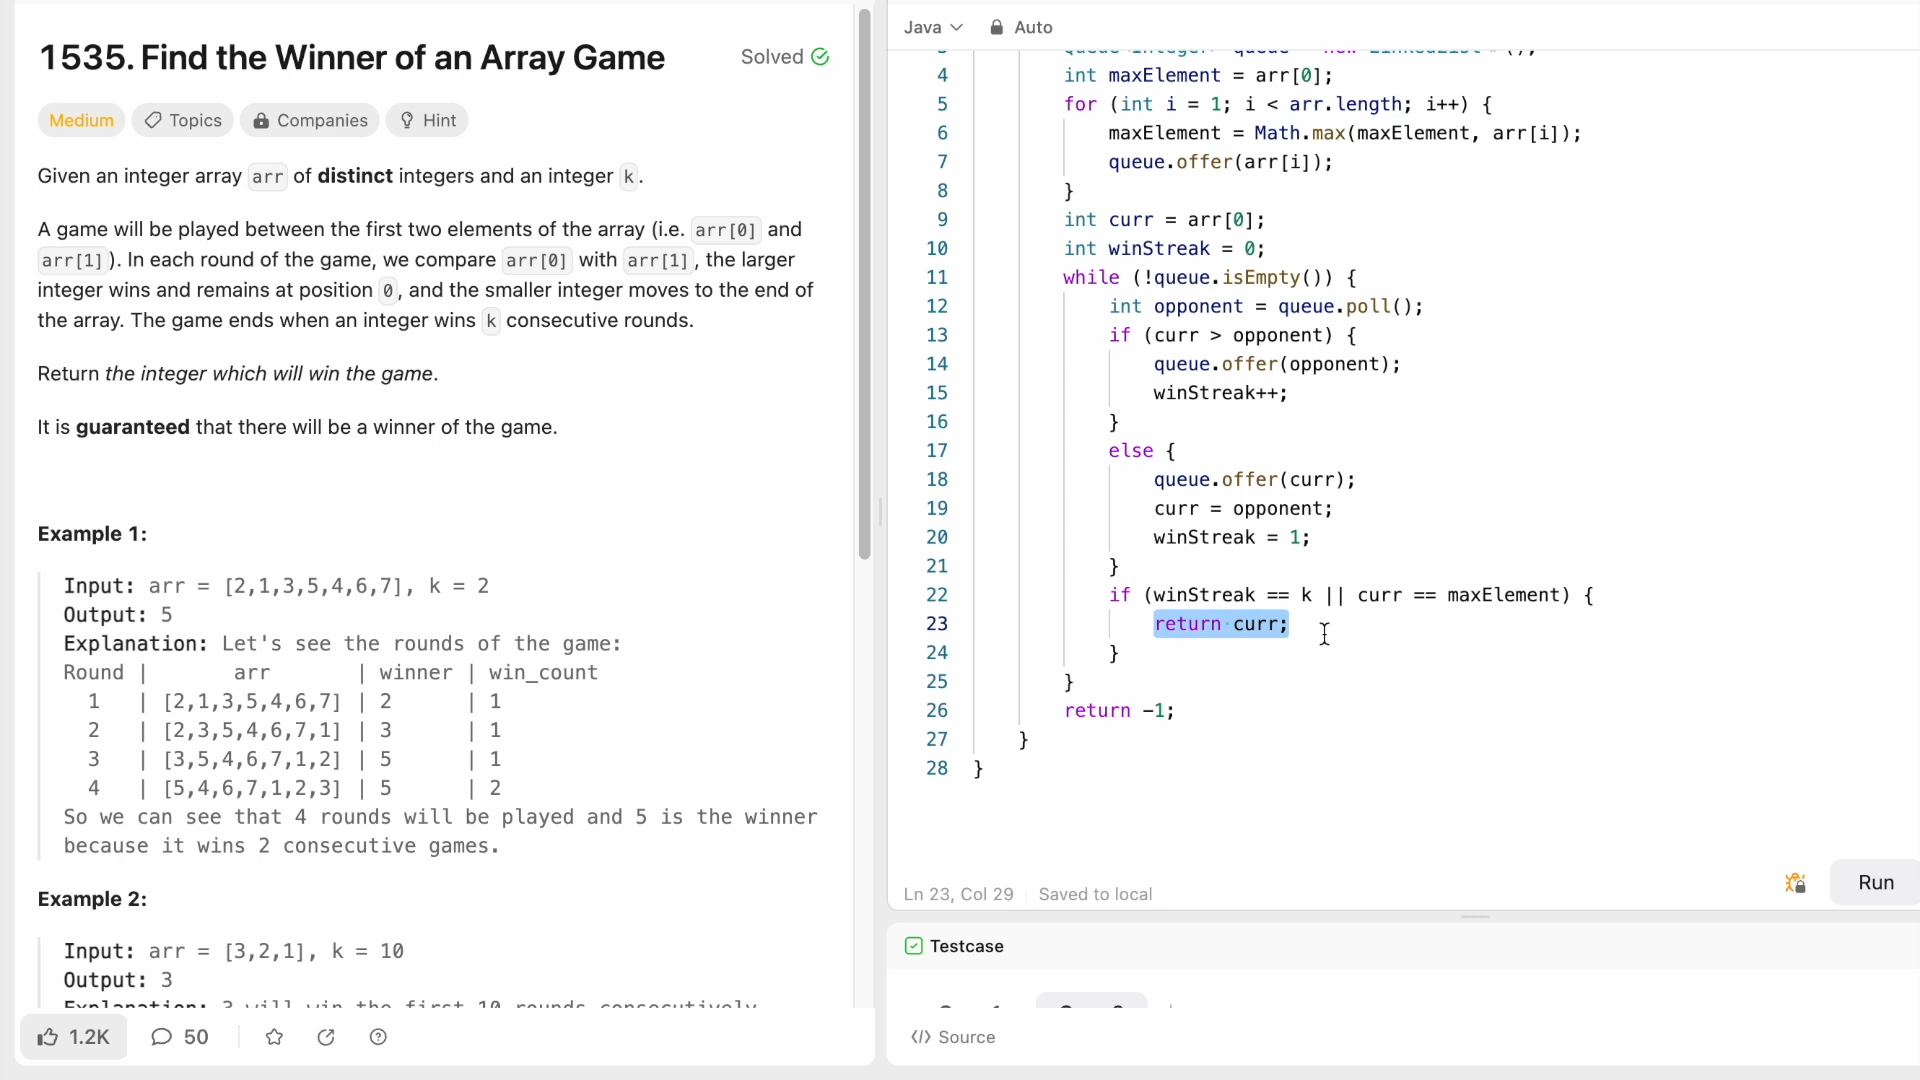 1535. Find the Winner of an Array Game
Solved
Medium
Topics
Companies
Hint
Given an integer array arr of distinct integers and an integer k.
A game will be played between the first two elements of the array (i.e. arr[0] and
arr[1]). In each round of the game, we compare arr[0] with arr[1], the larger
integer wins and remains at position 0, and the smaller integer moves to the end of
the array. The game ends when an integer wins k consecutive rounds.
Return the integer which will win the game.
It is guaranteed that there will be a winner of the game.
Example 1:
Input: arr = [2,1,3,5,4,6,7], k = 2
Output: 5
Explanation: Let's see the rounds of the game:
Round | arr | winner | win_count
1 | [2,1,3,5,4,6,7] | 2 | 1
2 | [2,3,5,4,6,7,1] | 3 | 1
3 | [3,5,4,6,7,1,2] | 5 | 1
4 | [5,4,6,7,1,2,3] | 5 | 2
So we can see that 4 rounds will be played and 5 is the winner
because it wins 2 consecutive games.
Example 2:
Input: arr = [3,2,1], k = 10
Output: 3
Explanation: 3 will win the first 10 rounds consecutively
1.2K
50
Java
Auto
4 int maxElement = arr[0];
5 for (int i = 1; i < arr.length; i++) {
6 maxElement = Math.max(maxElement, arr[i]);
7 queue.offer(arr[i]);
8 }
9 int curr = arr[0];
10 int winStreak = 0;
11 while (!queue.isEmpty()) {
12 int opponent = queue.poll();
13 if (curr > opponent) {
14 queue.offer(opponent);
15 winStreak++;
16 }
17 else {
18 queue.offer(curr);
19 curr = opponent;
20 winStreak = 1;
21 }
22 if (winStreak == k || curr == maxElement) {
23 return curr;
24 }
25 }
26 return -1;
27 }
28 }
Ln 23, Col 29
Saved to local
Run
Testcase
</> Source